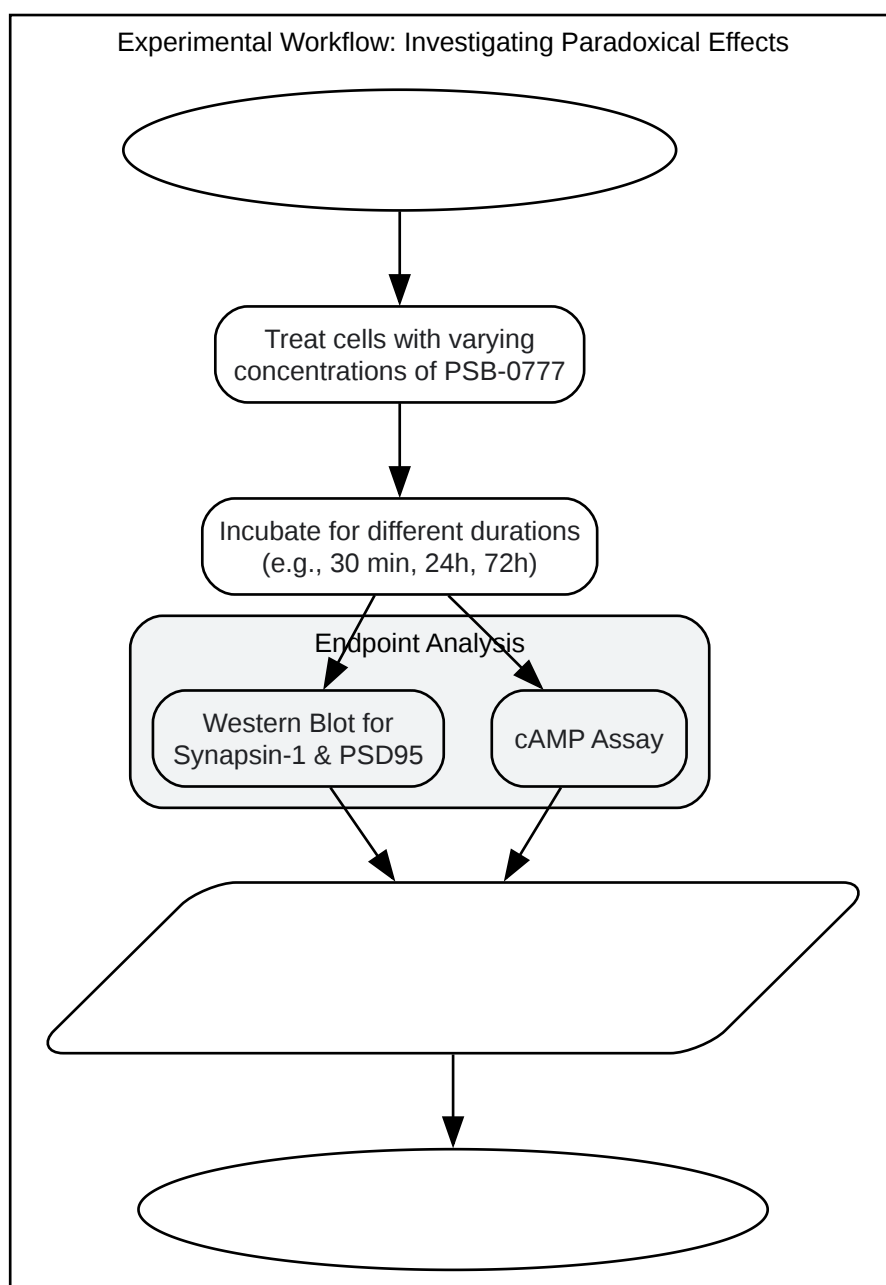 Experimental Workflow: Investigating Paradoxical Effects
Treat cells with varying
concentrations of PSB-0777
Incubate for different durations
(e.g., 30 min, 24h, 72h)
Endpoint Analysis
Western Blot for
Synapsin-1 & PSD95
cAMP Assay